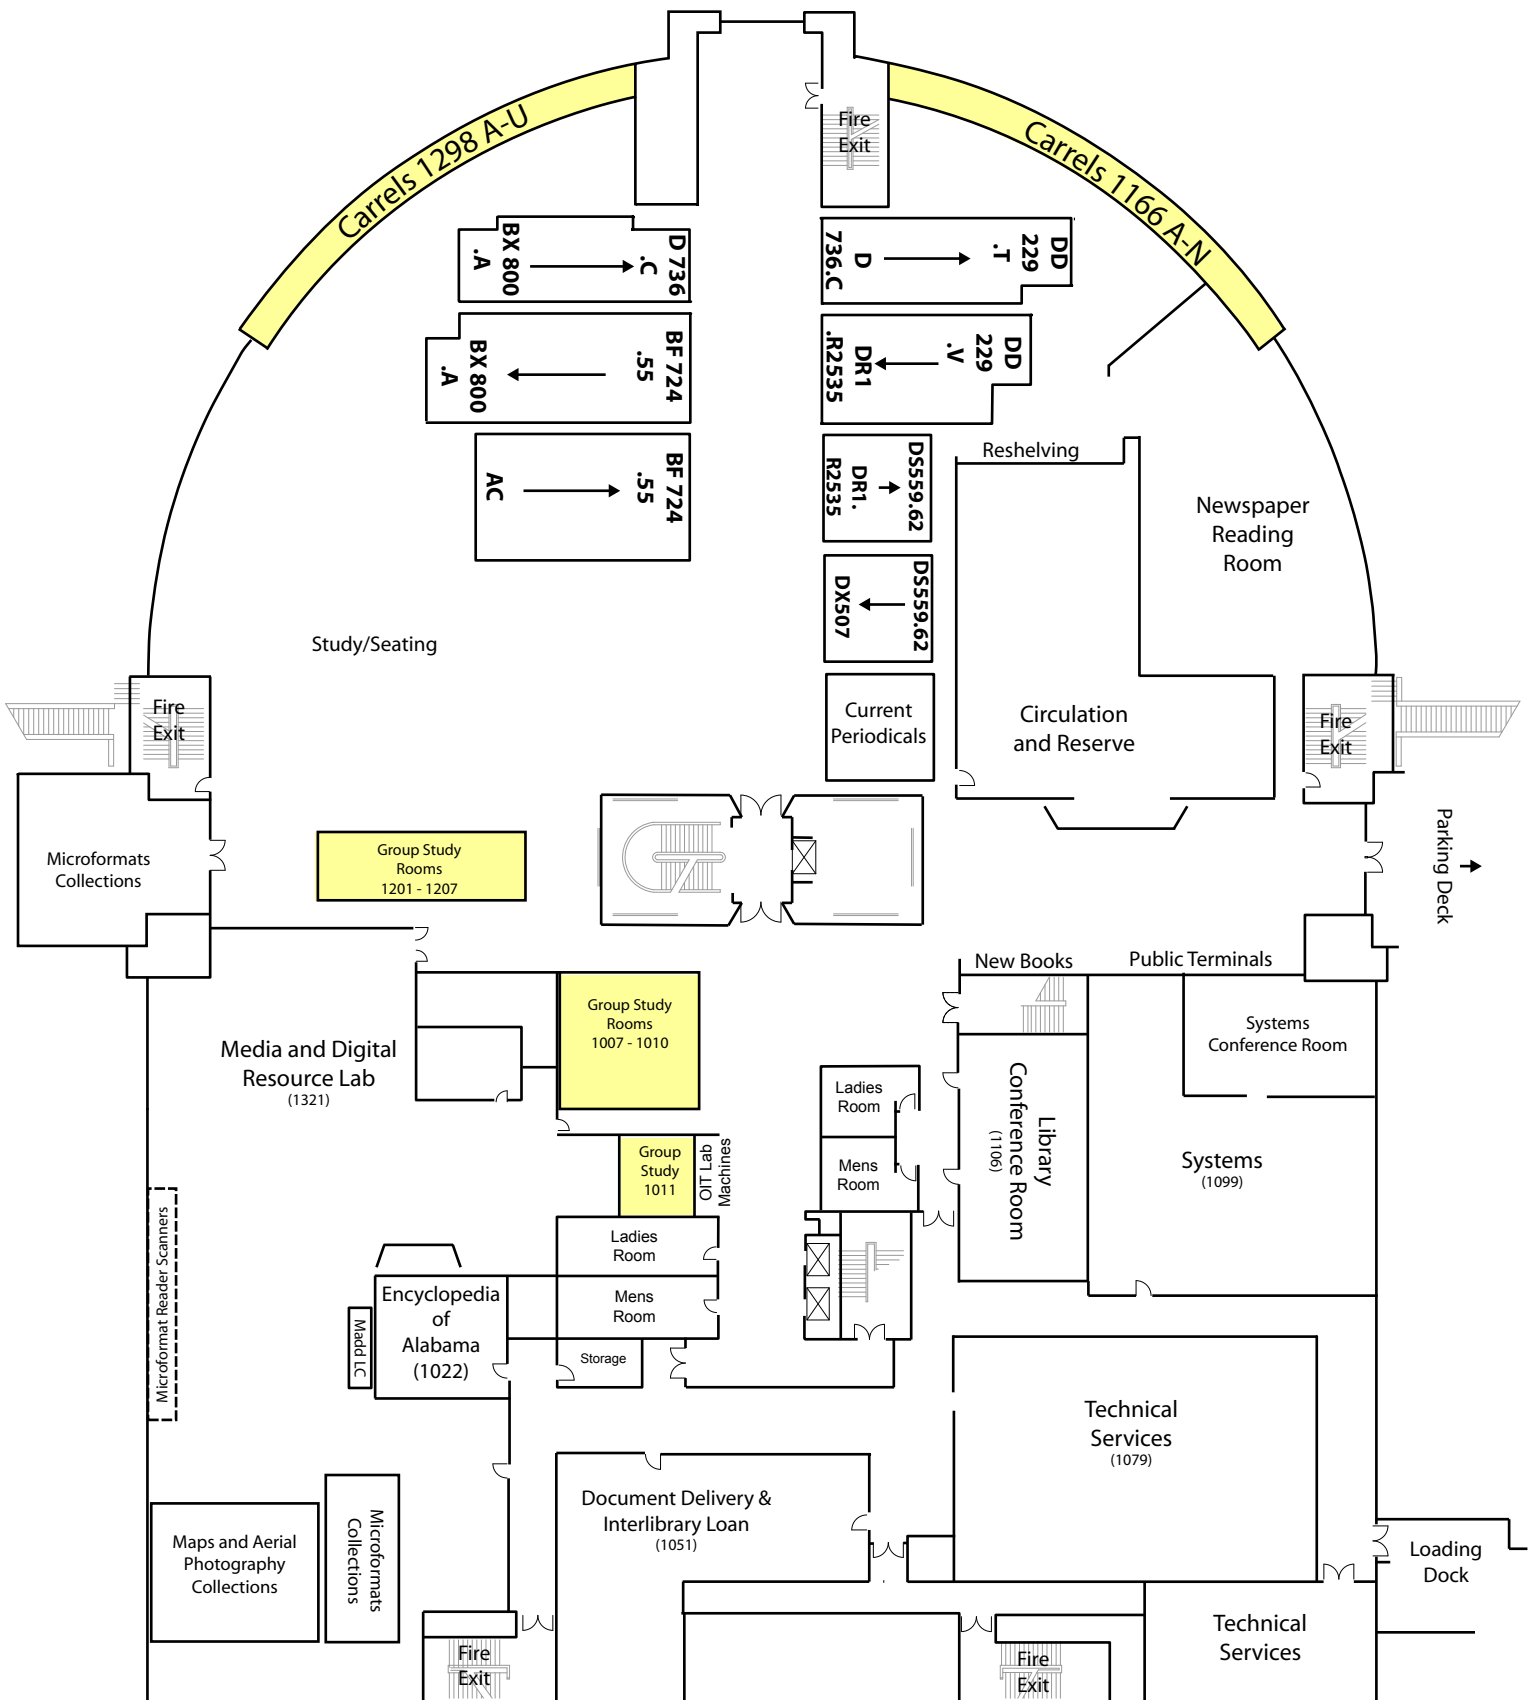 Carrels 1298 A-U
Fire
Exit
Carrels 1166 A-N
BX 800
.A
D 736
.C
D
736.C
DD
229
.T
BX 800
.A
BF 724
.55
DR1
.R2535
DD
229
.V
AC
BF 724
.55
DR1.
R2535
DS559.62
Reshelving
Newspaper
Reading
Room
DX507
DS559.62
Study/Seating
Fire
Exit
Current
Periodicals
Circulation
and Reserve
Fire
Exit
Microformats
Collections
Group Study
Rooms
1201 - 1207
Parking Deck
New Books
Public Terminals
Group Study
Rooms
1007 - 1010
Systems
Conference Room
Media and Digital
Resource Lab
(1321)
Ladies
Room
Library
Conference Room
(1106)
Group
Study
1011
OIT Lab
Machines
Mens
Room
Systems
(1099)
Microformat Reader Scanners
Ladies
Room
Encyclopedia
of
Alabama
(1022)
Mens
Room
Madd LC
Storage
Technical
Services
(1079)
Document Delivery &
Interlibrary Loan
(1051)
Maps and Aerial
Photography
Collections
Microformats
Collections
Loading
Dock
Fire
Exit
Fire
Exit
Technical
Services